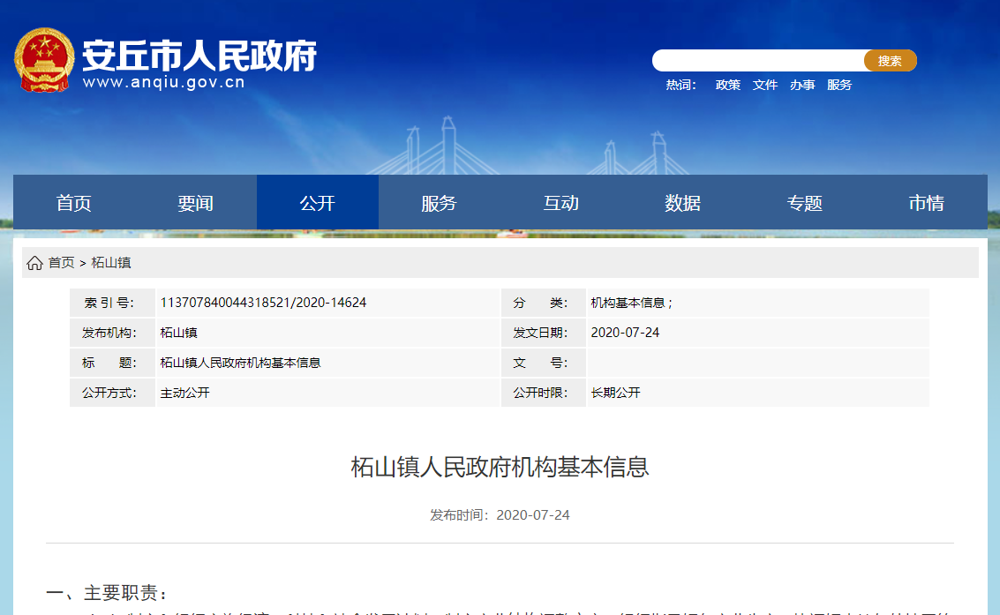 安丘市人民政府
www.anqiu.gov.cn
搜索
热词： 政策 文件 办事 服务
首页 要闻 公开 服务 互动 数据 专题 市情
首页 > 柘山镇
索 引 号： 113707840044318521/2020-14624 分 类： 机构基本信息 ;
发布机构： 柘山镇 发文日期： 2020-07-24
标 题： 柘山镇人民政府机构基本信息 文 号：
公开方式： 主动公开 公开时限： 长期公开
柘山镇人民政府机构基本信息
发布时间：2020-07-24
一、主要职责：